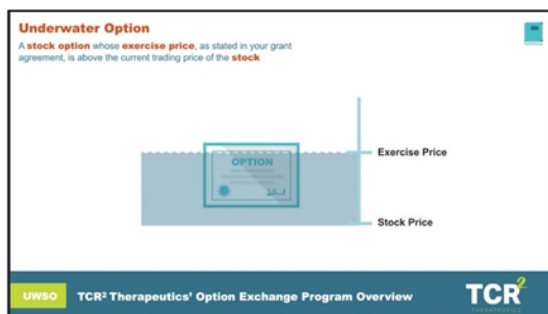 Underwater Option
A stock option whose exercise price, as stated in your grant
agreement, is above the current trading price of the stock
OPTION
Exercise Price
Stock Price
UWSO
TCR² Therapeutics' Option Exchange Program Overview
TCR²
THERAPEUTICS